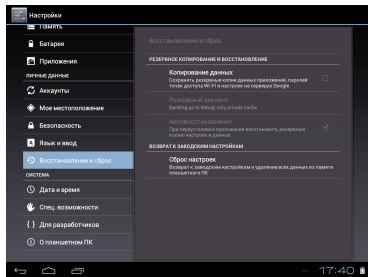 Настройки
Память
Батарея
Приложения
ЛИЧНЫЕ ДАННЫЕ
Аккаунты
Мое местоположение
Безопасность
Язык и ввод
Восстановление и сброс
СИСТЕМА
Дата и время
Спец. возможности
Для разработчиков
О планшетном ПК
Восстановление и сброс
РЕЗЕРВНОЕ КОПИРОВАНИЕ И ВОССТАНОВЛЕНИЕ
Копирование данных
Сохранять резервные копии данных приложений, паролей
точек доступа Wi-Fi и настроек на серверах Google
Резервный аккаунт
Backing up to debug-only private cache
Автовосстановление
При переустановке приложения восстановить резервную
копию настроек и данных
ВОЗВРАТ К ЗАВОДСКИМ НАСТРОЙКАМ
Сброс настроек
Возврат к заводским настройкам и удаление всех данных из памяти
планшетного ПК
17:40